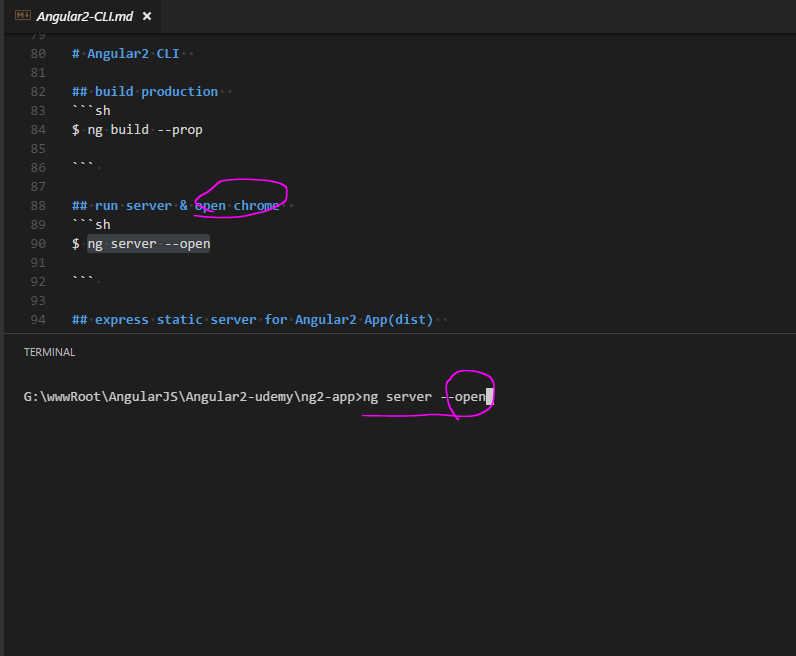 Angular2-CLI.md ×
79
80 # Angular2 CLI
81
82 ## build production
83 ```sh
84 $ ng build --prop
85
86 ```
87
88 ## run server & open chrome
89 ```sh
90 $ ng server --open
91
92 ```
93
94 ## express static server for Angular2 App(dist)
TERMINAL
G:\wwwRoot\AngularJS\Angular2-udemy\ng2-app>ng server --open